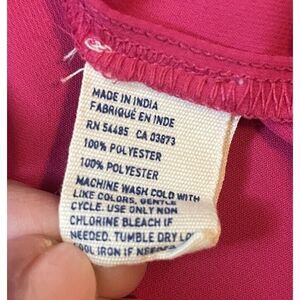 MADE IN INDIA
FABRIQUÉ EN INDE
RN 54485 CA 03873
100% POLYESTER
100% POLYESTER
MACHINE WASH COLD WITH
LIKE COLORS, GENTLE
CYCLE. USE ONLY NON
CHLORINE BLEACH IF
NEEDED. TUMBLE DRY LO
COOL IRON IF NEEDED